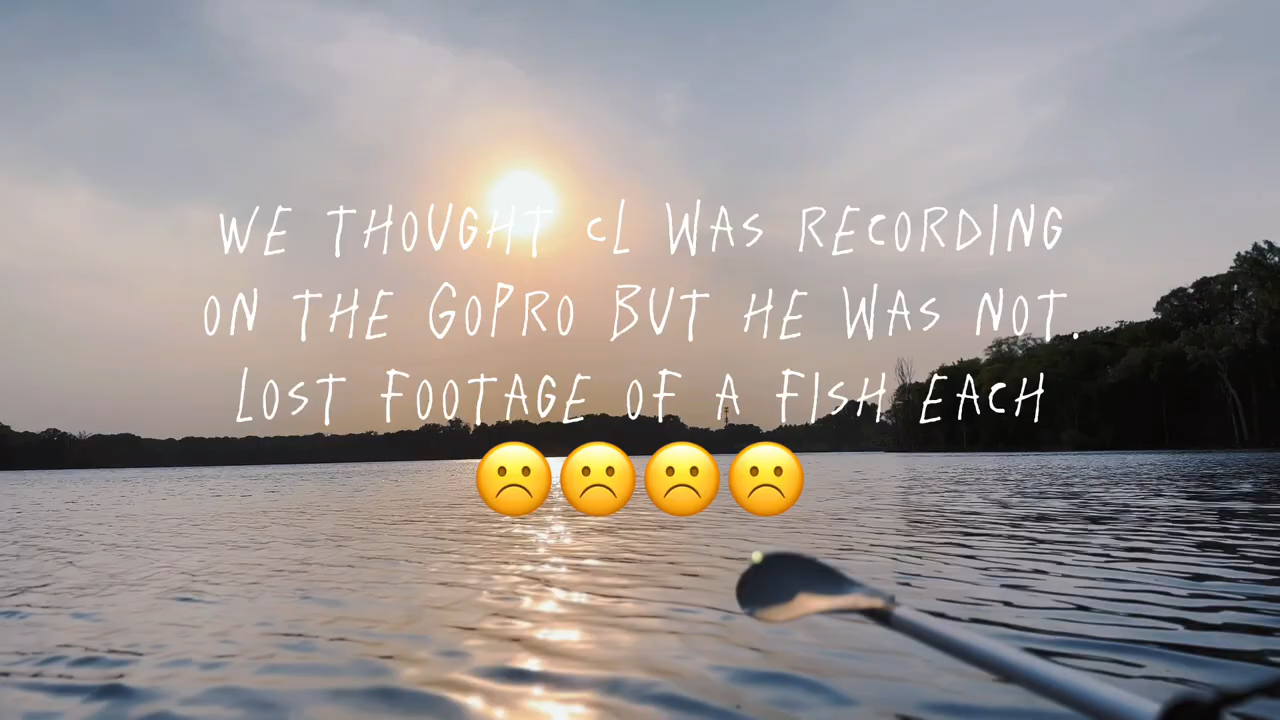 WE THOUGHT CL WAS RECORDING
ON THE GOPRO BUT HE WAS NOT.
LOST FOOTAGE OF A FISH EACH
☹️☹️☹️☹️